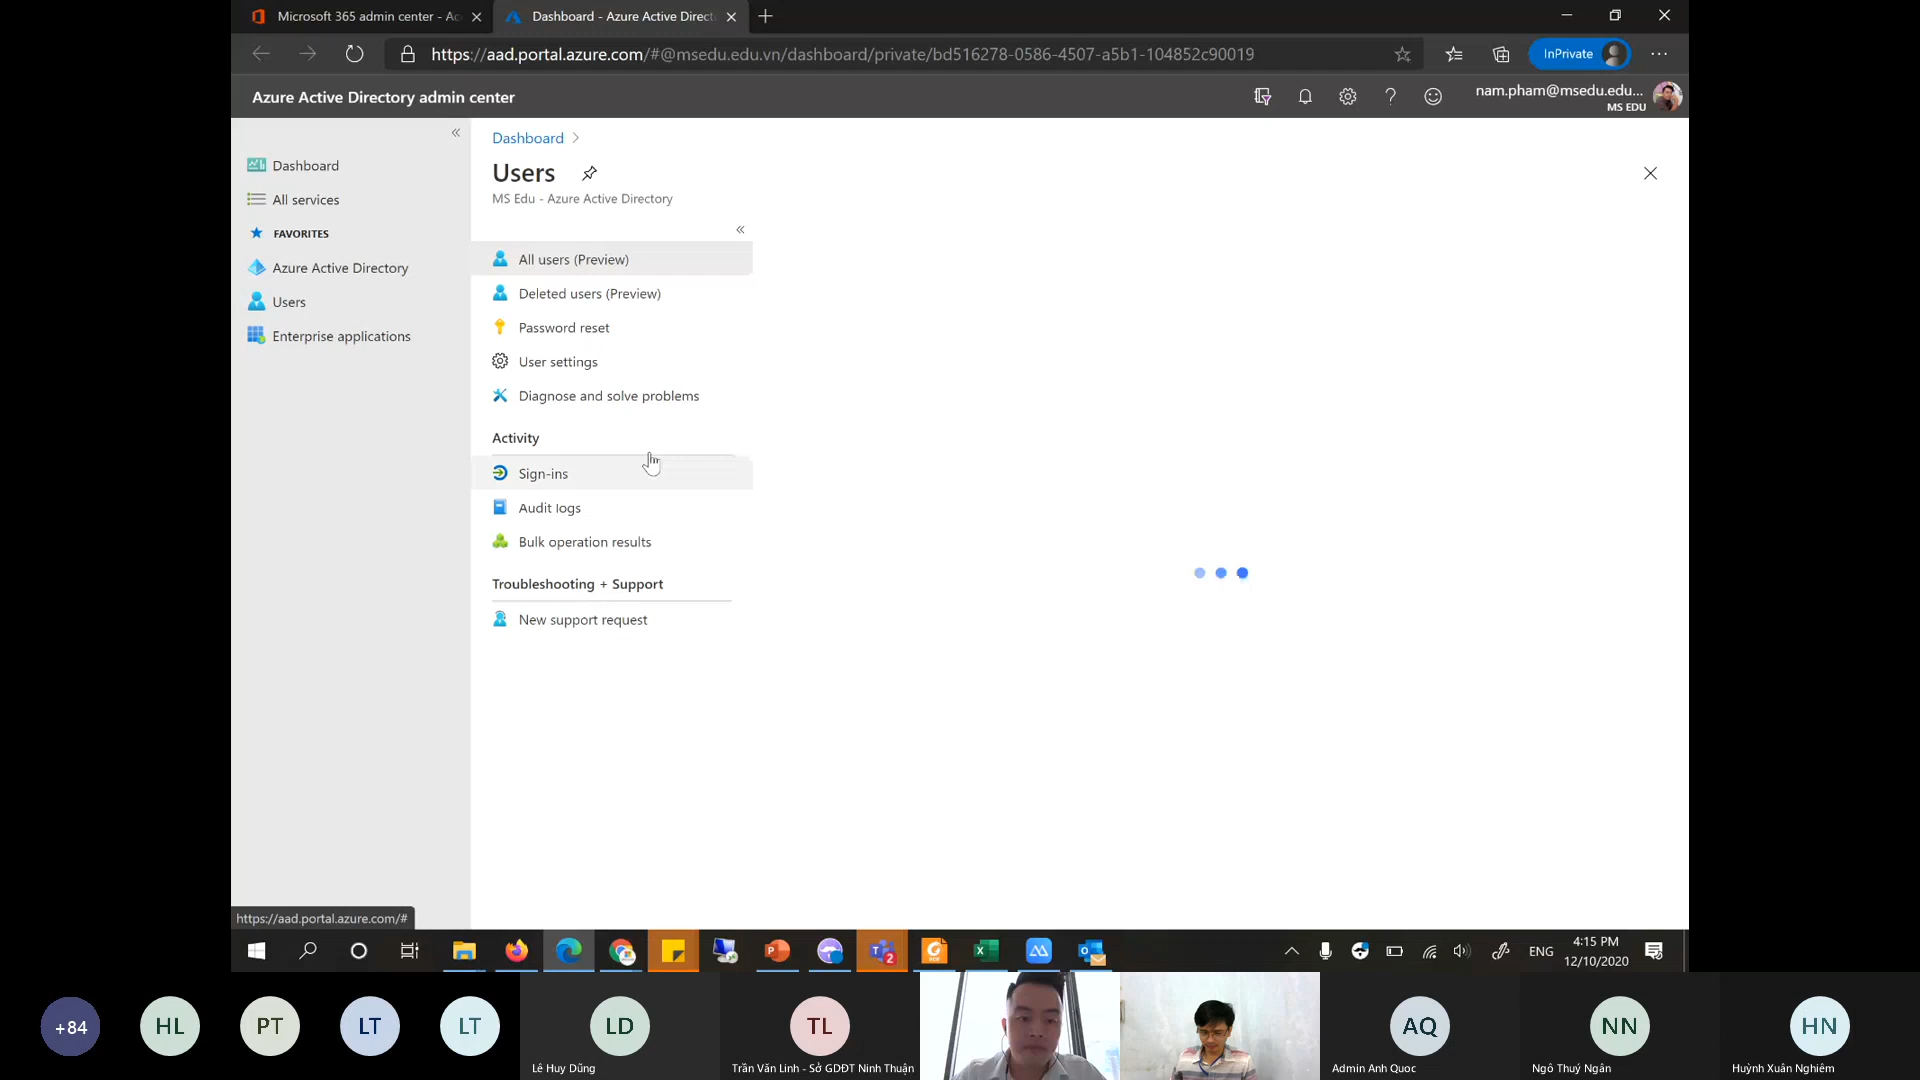 Microsoft 365 admin center - Ac
Dashboard - Azure Active Direct
https://aad.portal.azure.com/#@msedu.edu.vn/dashboard/private/bd516278-0586-4507-a5b1-104852c90019
InPrivate
Azure Active Directory admin center
nam.pham@msedu.edu...
MS EDU
Dashboard
All services
FAVORITES
Azure Active Directory
Users
Enterprise applications
Dashboard >
Users
MS Edu - Azure Active Directory
All users (Preview)
Deleted users (Preview)
Password reset
User settings
Diagnose and solve problems
Activity
Sign-ins
Audit logs
Bulk operation results
Troubleshooting + Support
New support request
https://aad.portal.azure.com/#
2
ENG
4:15 PM
12/10/2020
+84
HL
PT
LT
LT
LD
Lê Huy Dũng
TL
Trần Văn Linh - Sở GDĐT Ninh Thuận
AQ
Admin Anh Quoc
NN
Ngô Thuý Ngân
HN
Huỳnh Xuân Nghiêm